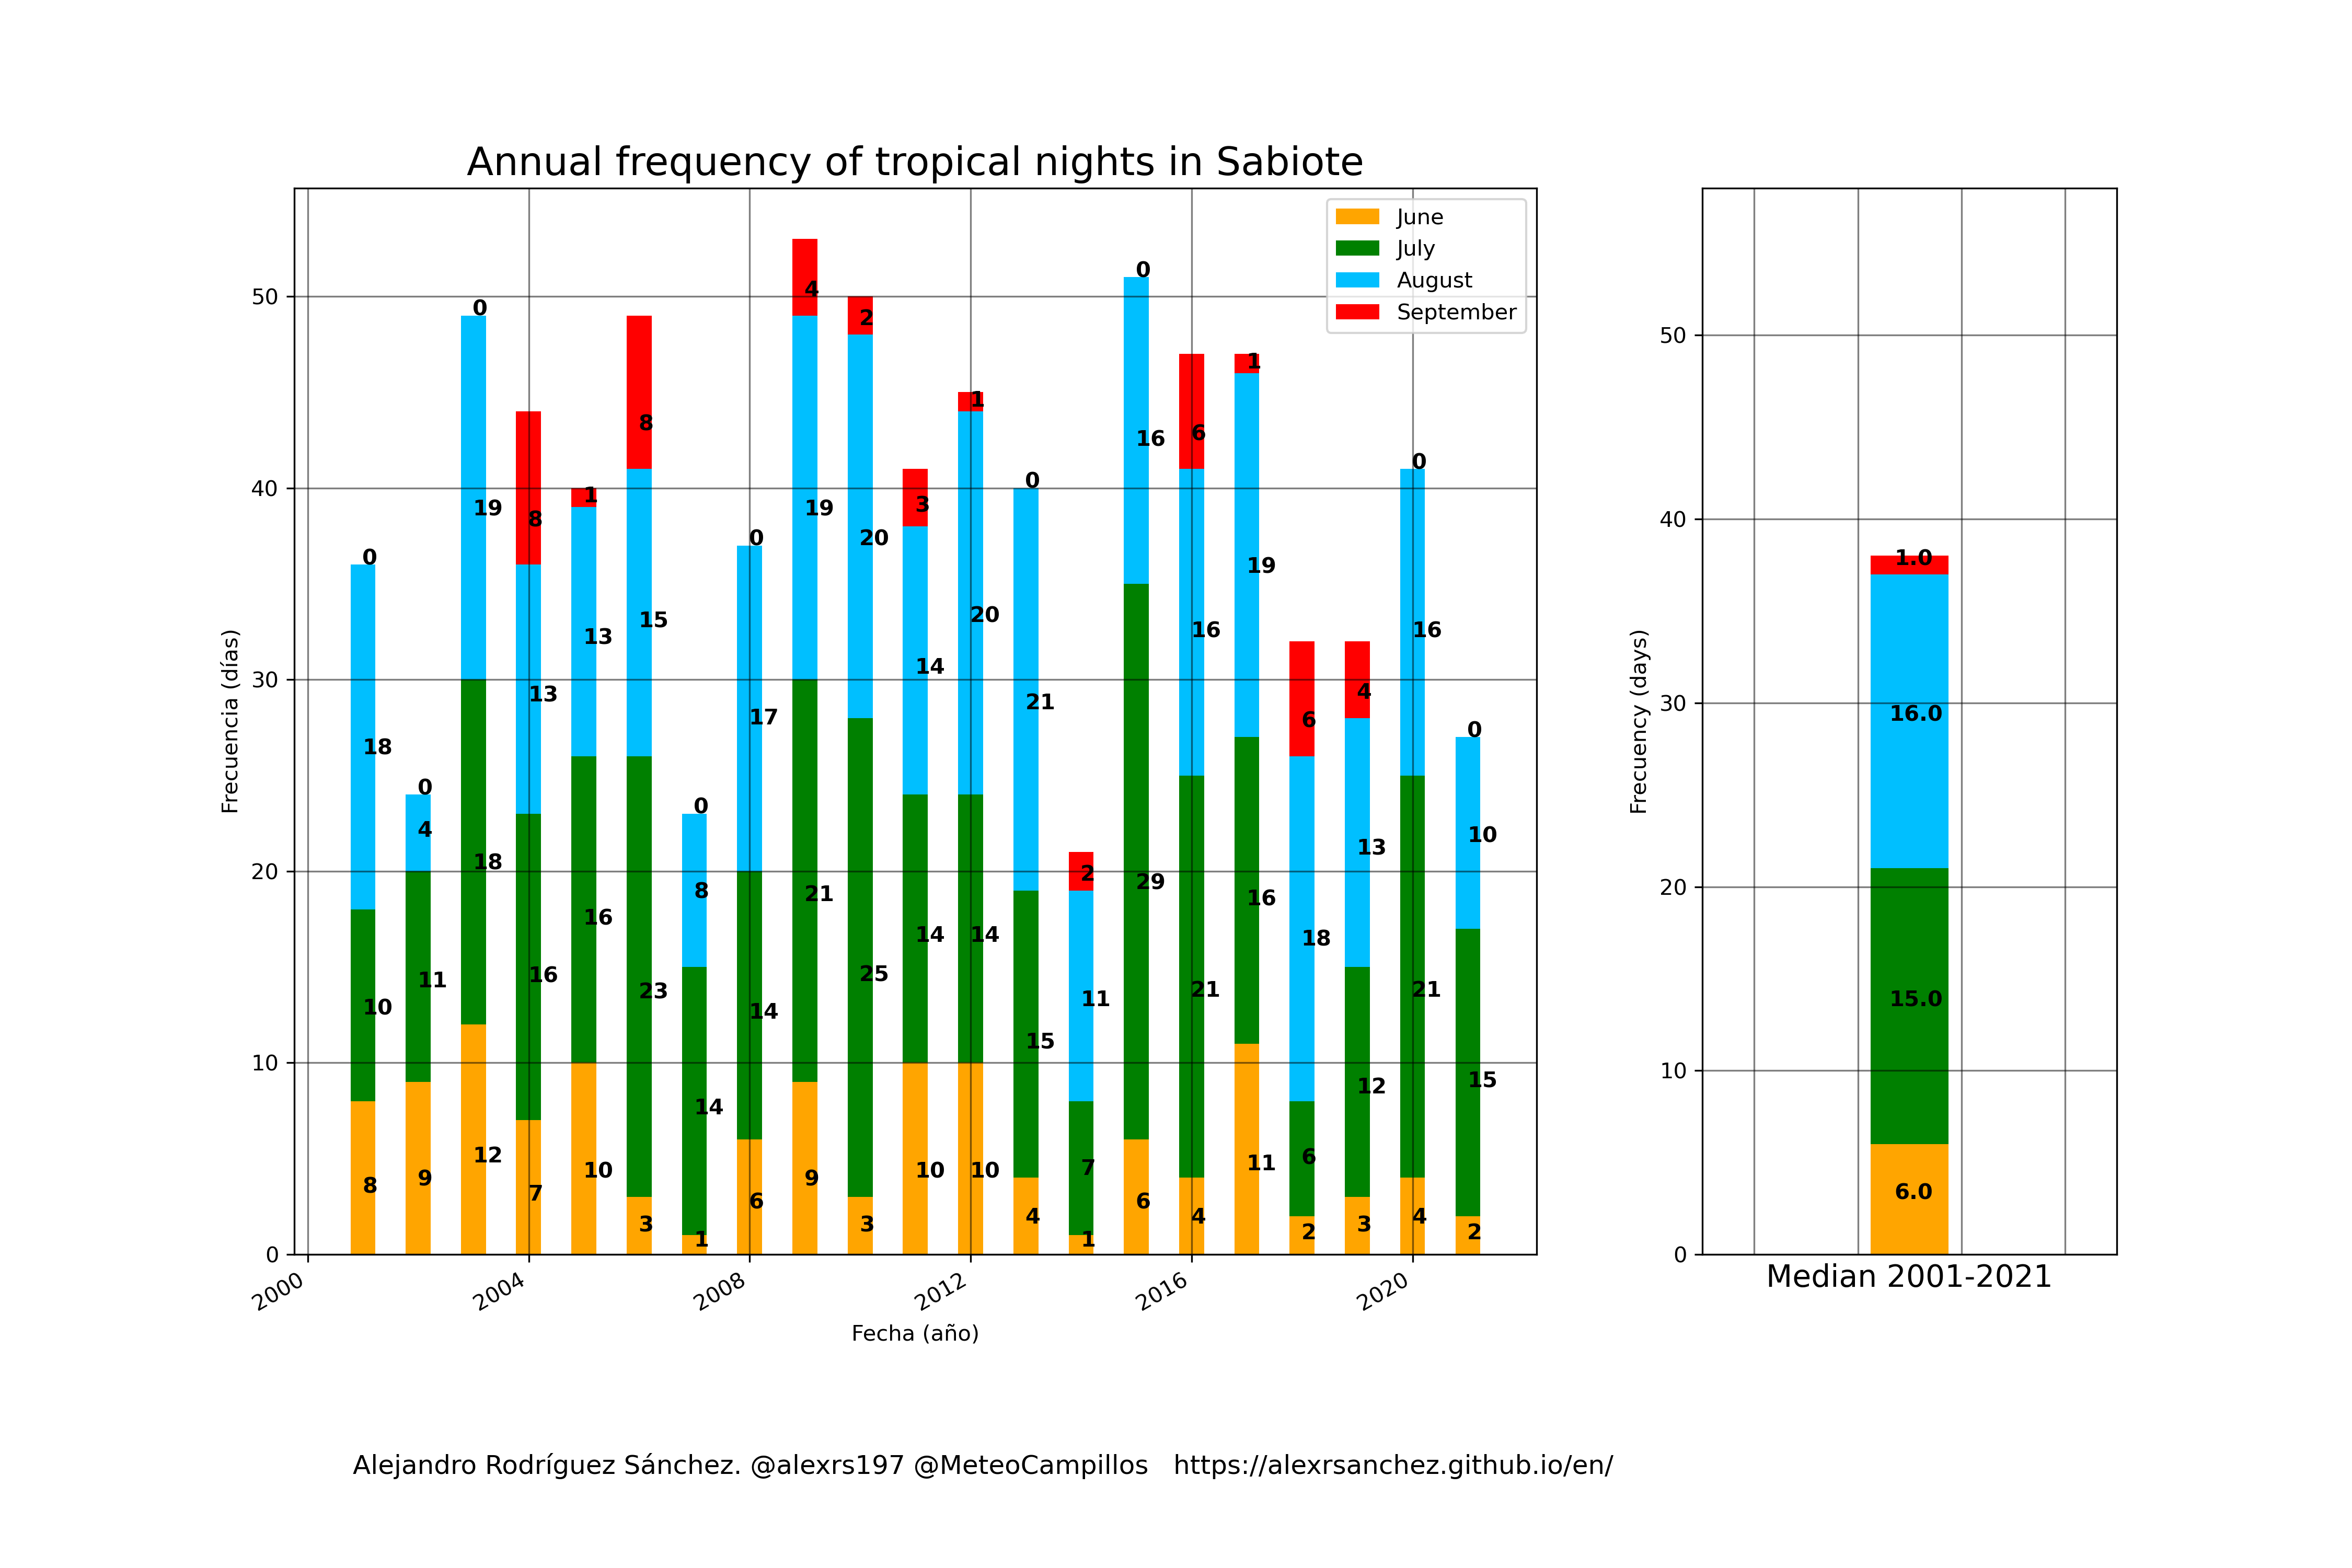 Annual frequency of tropical nights in Sabiote
June
July
August
September
Frecuencia (días)
50
40
30
20
10
0
0 0 0 8 1 8 0 0 4 2 3 1 0 2 0 6 1 6 4 0 0
18 4 19 13 13 15 8 17 19 20 14 20 21 11 16 16 19 18 13 16 10
10 11 18 16 16 23 14 14 21 25 14 14 15 7 29 21 16 6 12 21 15
8 9 12 7 10 3 1 6 9 3 10 10 4 1 6 4 11 2 3 4 2
2000 2004 2008 2012 2016 2020
Fecha (año)
Frecuency (days)
50
40
30
20
10
0
1.0
16.0
15.0
6.0
Median 2001-2021
Alejandro Rodríguez Sánchez. @alexrs197 @MeteoCampillos https://alexrsanchez.github.io/en/